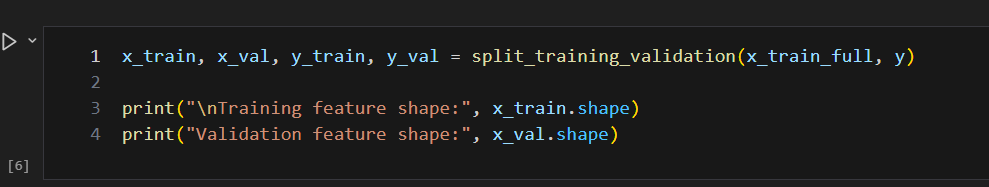 1 x_train, x_val, y_train, y_val = split_training_validation(x_train_full, y)
2
3 print("\nTraining feature shape:", x_train.shape)
4 print("Validation feature shape:", x_val.shape)
[6]